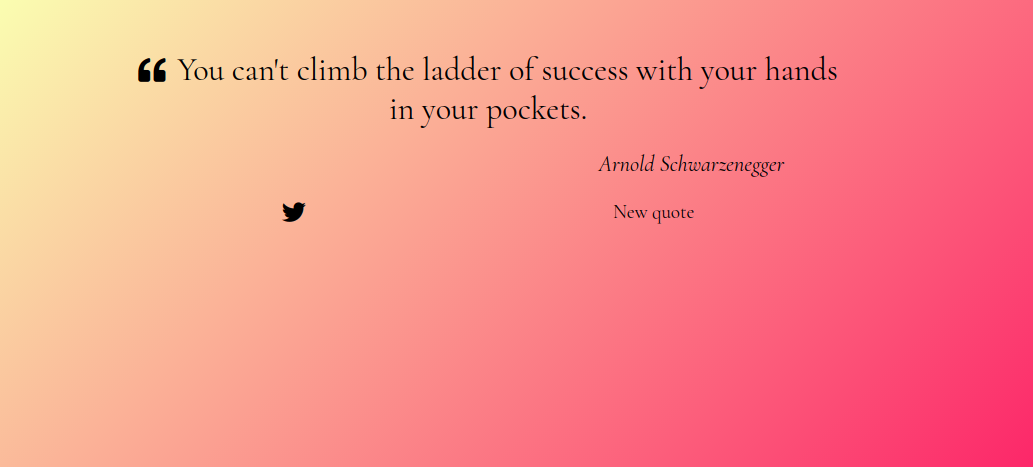 “ You can't climb the ladder of success with your hands
in your pockets.
Arnold Schwarzenegger
New quote